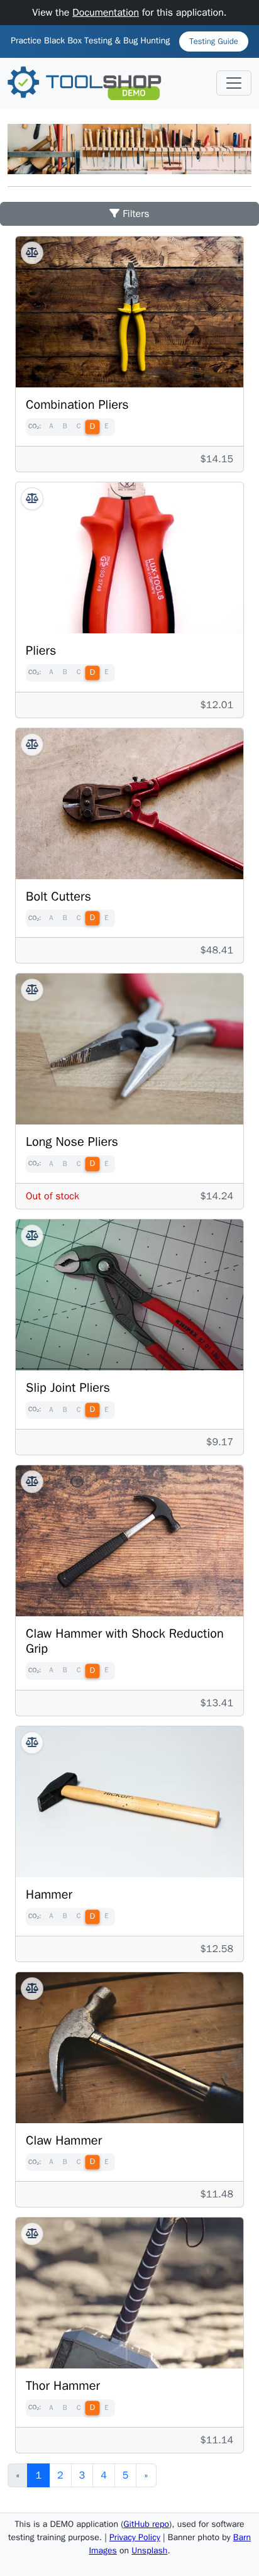 View the Documentation for this application.
Practice Black Box Testing & Bug Hunting Testing Guide
TOOLSHOP
DEMO
Filters
Combination Pliers
CO₂: A B C D E
$14.15
Pliers
CO₂: A B C D E
$12.01
Bolt Cutters
CO₂: A B C D E
$48.41
Long Nose Pliers
CO₂: A B C D E
Out of stock $14.24
Slip Joint Pliers
CO₂: A B C D E
$9.17
Claw Hammer with Shock Reduction
Grip
CO₂: A B C D E
$13.41
Hammer
CO₂: A B C D E
$12.58
Claw Hammer
CO₂: A B C D E
$11.48
Thor Hammer
CO₂: A B C D E
$11.14
« 1 2 3 4 5 »
This is a DEMO application (GitHub repo), used for software
testing training purpose. | Privacy Policy | Banner photo by Barn
Images on Unsplash.